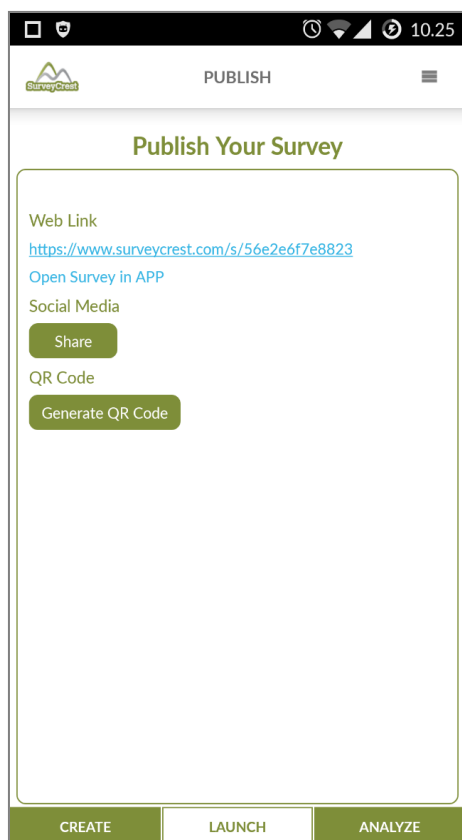 10.25
SurveyCrest
PUBLISH
Publish Your Survey
Web Link
https://www.surveycrest.com/s/56e2e6f7e8823
Open Survey in APP
Social Media
Share
QR Code
Generate QR Code
CREATE
LAUNCH
ANALYZE